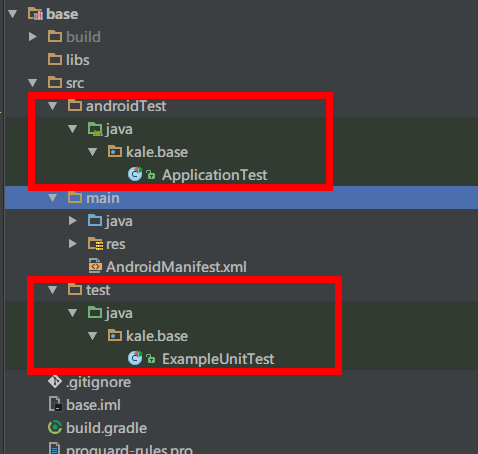 base
build
libs
src
androidTest
java
kale.base
ApplicationTest
main
java
res
AndroidManifest.xml
test
java
kale.base
ExampleUnitTest
.gitignore
base.iml
build.gradle
proguard-rules.pro